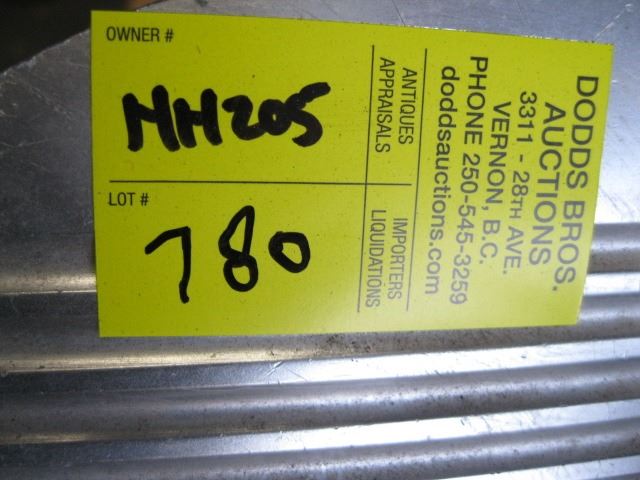 OWNER #
NH205
LOT #
780
DODDS BROS.
AUCTIONS
3311 - 28TH AVE.
VERNON, B.C.
PHONE 250-545-3259
doddsauctions.com
ANTIQUES
APPRAISALS
IMPORTERS
LIQUIDATIONS